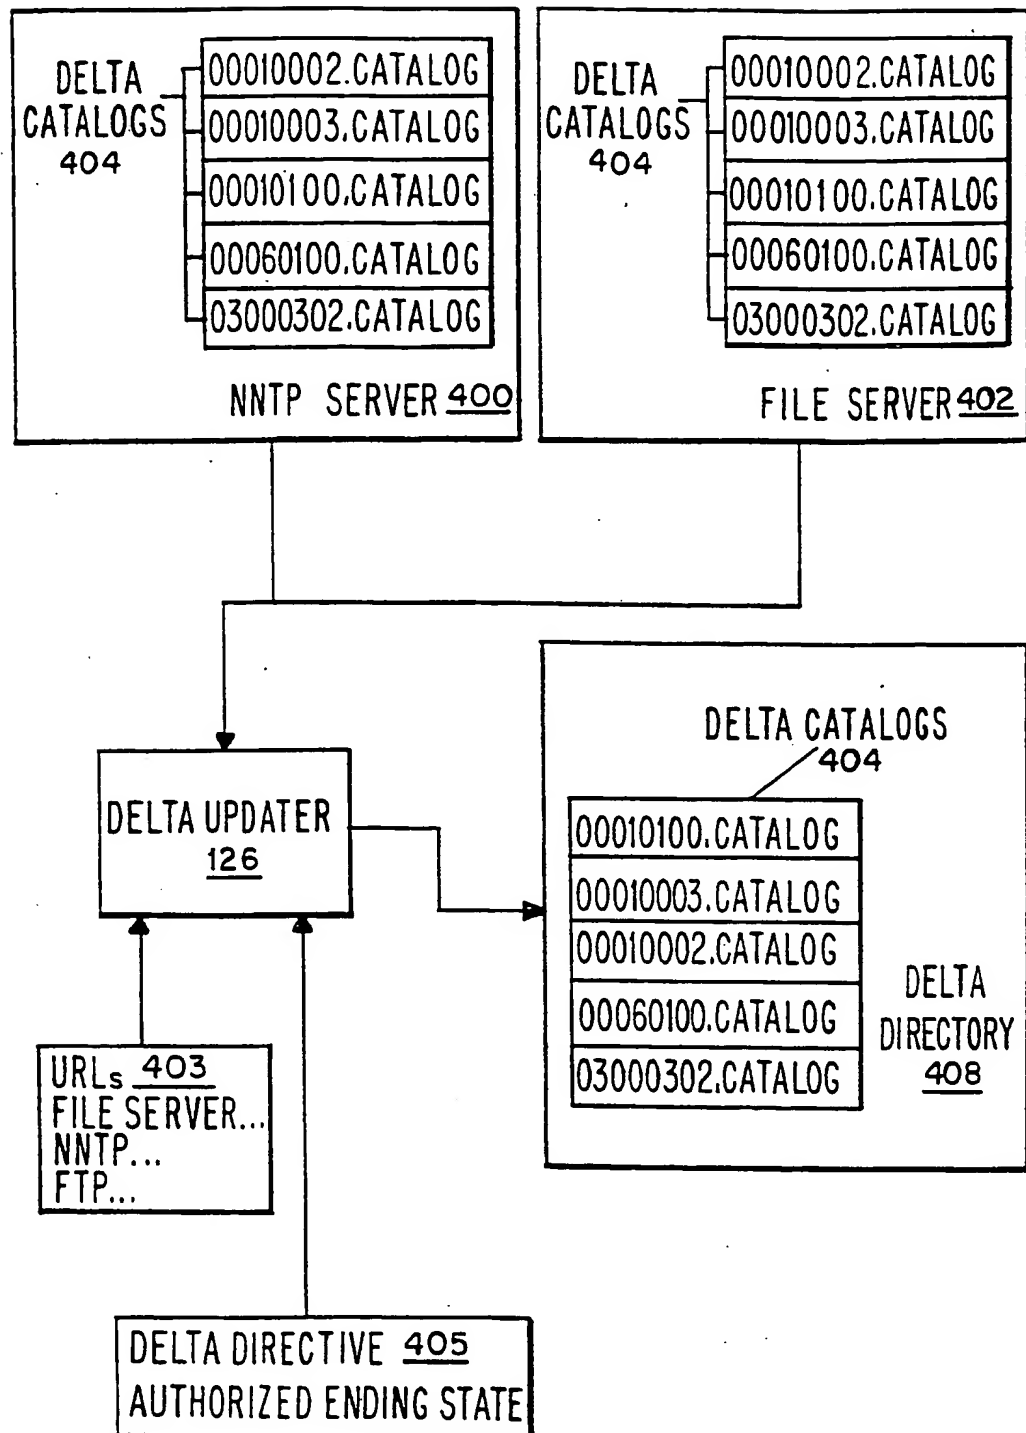 DELTA
CATALOGS
404
00010002.CATALOG
00010003.CATALOG
00010100.CATALOG
00060100.CATALOG
03000302.CATALOG
NNTP SERVER 400
DELTA
CATALOGS
404
00010002.CATALOG
00010003.CATALOG
00010100.CATALOG
00060100.CATALOG
03000302.CATALOG
FILE SERVER 402
DELTA UPDATER
126
DELTA CATALOGS
404
00010100.CATALOG
00010003.CATALOG
00010002.CATALOG
00060100.CATALOG
03000302.CATALOG
DELTA
DIRECTORY
408
URLs 403
FILE SERVER...
NNTP...
FTP...
DELTA DIRECTIVE 405
AUTHORIZED ENDING STATE